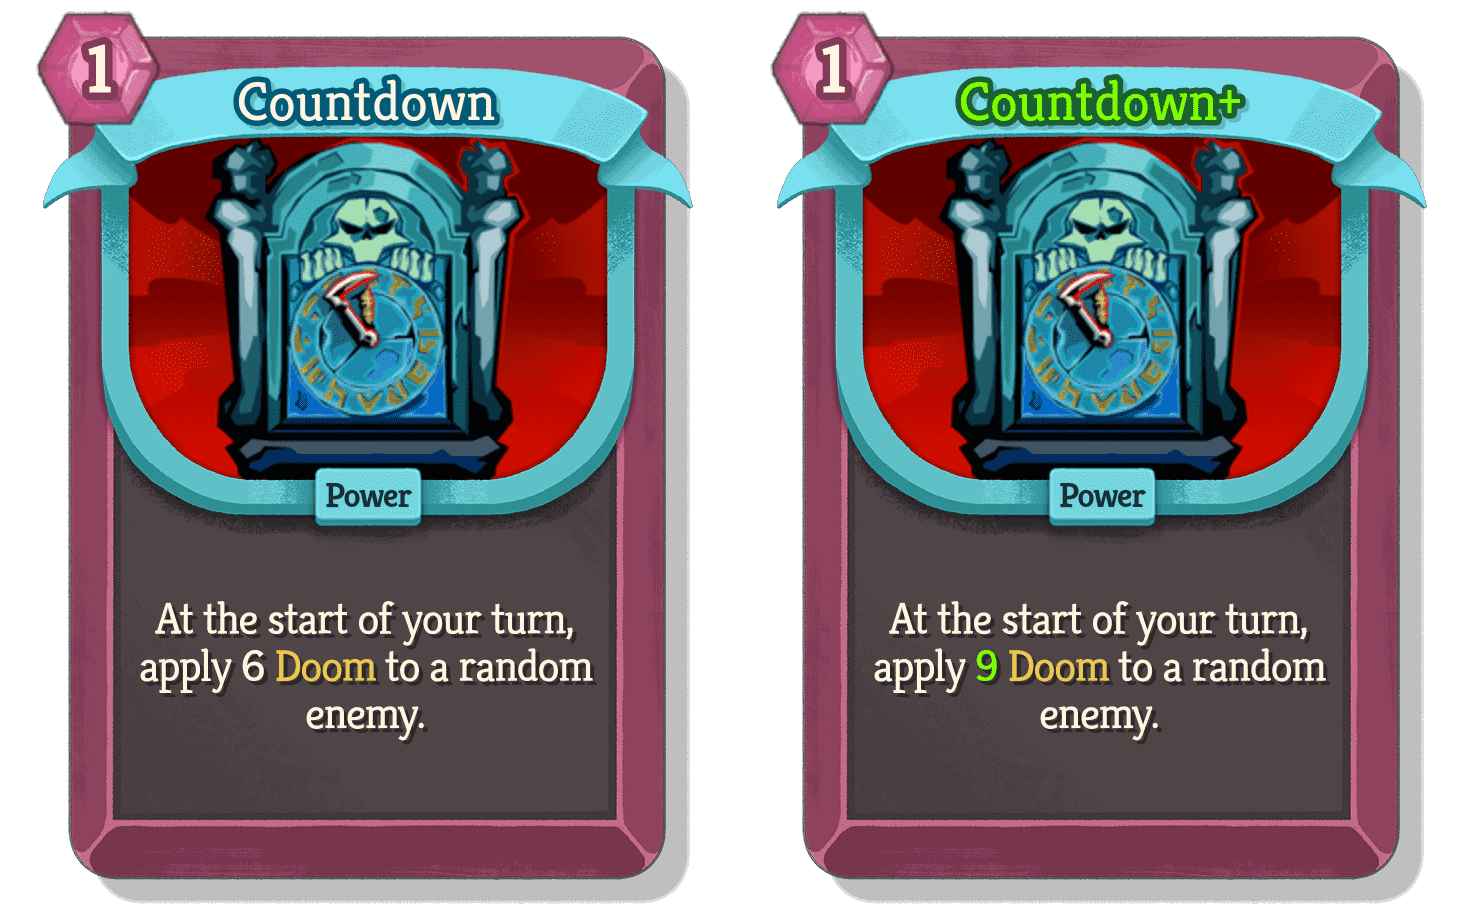 1
Countdown
Power
At the start of your turn,
apply 6 Doom to a random
enemy.
1
Countdown+
Power
At the start of your turn,
apply 9 Doom to a random
enemy.